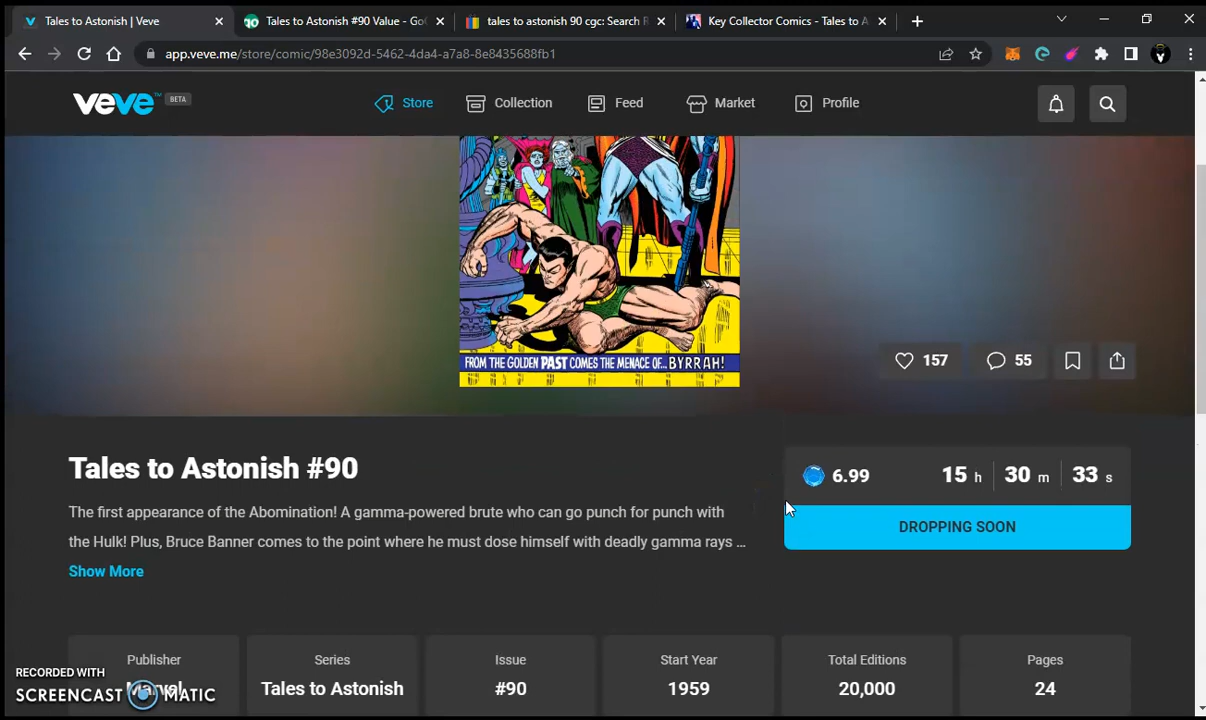 Tales to Astonish | Veve
Tales to Astonish #90 Value - GoC
tales to astonish 90 cgc: Search R
Key Collector Comics - Tales to A
app.veve.me/store/comic/98e3092d-5462-4da4-a7a8-8e8435688fb1
VEVE BETA
Store
Collection
Feed
Market
Profile
FROM THE GOLDEN PAST COMES THE MENACE OF... BYRRAH!
157
55
Tales to Astonish #90
6.99
15 h 30 m 33 s
The first appearance of the Abomination! A gamma-powered brute who can go punch for punch with
the Hulk! Plus, Bruce Banner comes to the point where he must dose himself with deadly gamma rays ...
DROPPING SOON
Show More
Publisher
Series
Issue
Start Year
Total Editions
Pages
Marvel
Tales to Astonish
#90
1959
20,000
24
RECORDED WITH
SCREENCAST MATIC